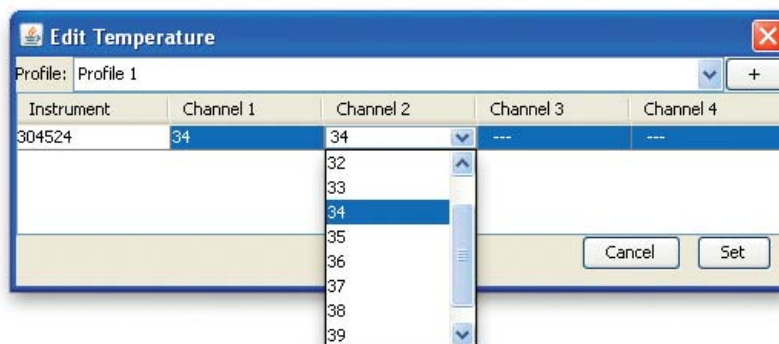 Edit Temperature
Profile: Profile 1 +
Instrument Channel 1 Channel 2 Channel 3 Channel 4
304524 34 34 --- ---
32
33
34
35
36
37
38
39
Cancel Set